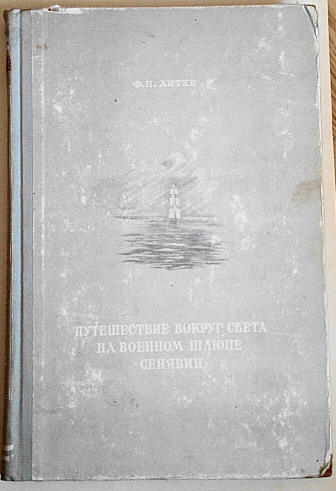 Ф.П. ЛИТКЕ
ПУТЕШЕСТВИЕ ВОКРУГ СВЕТА
НА ВОЕННОМ ШЛЮПЕ
«СЕНЯВИН»